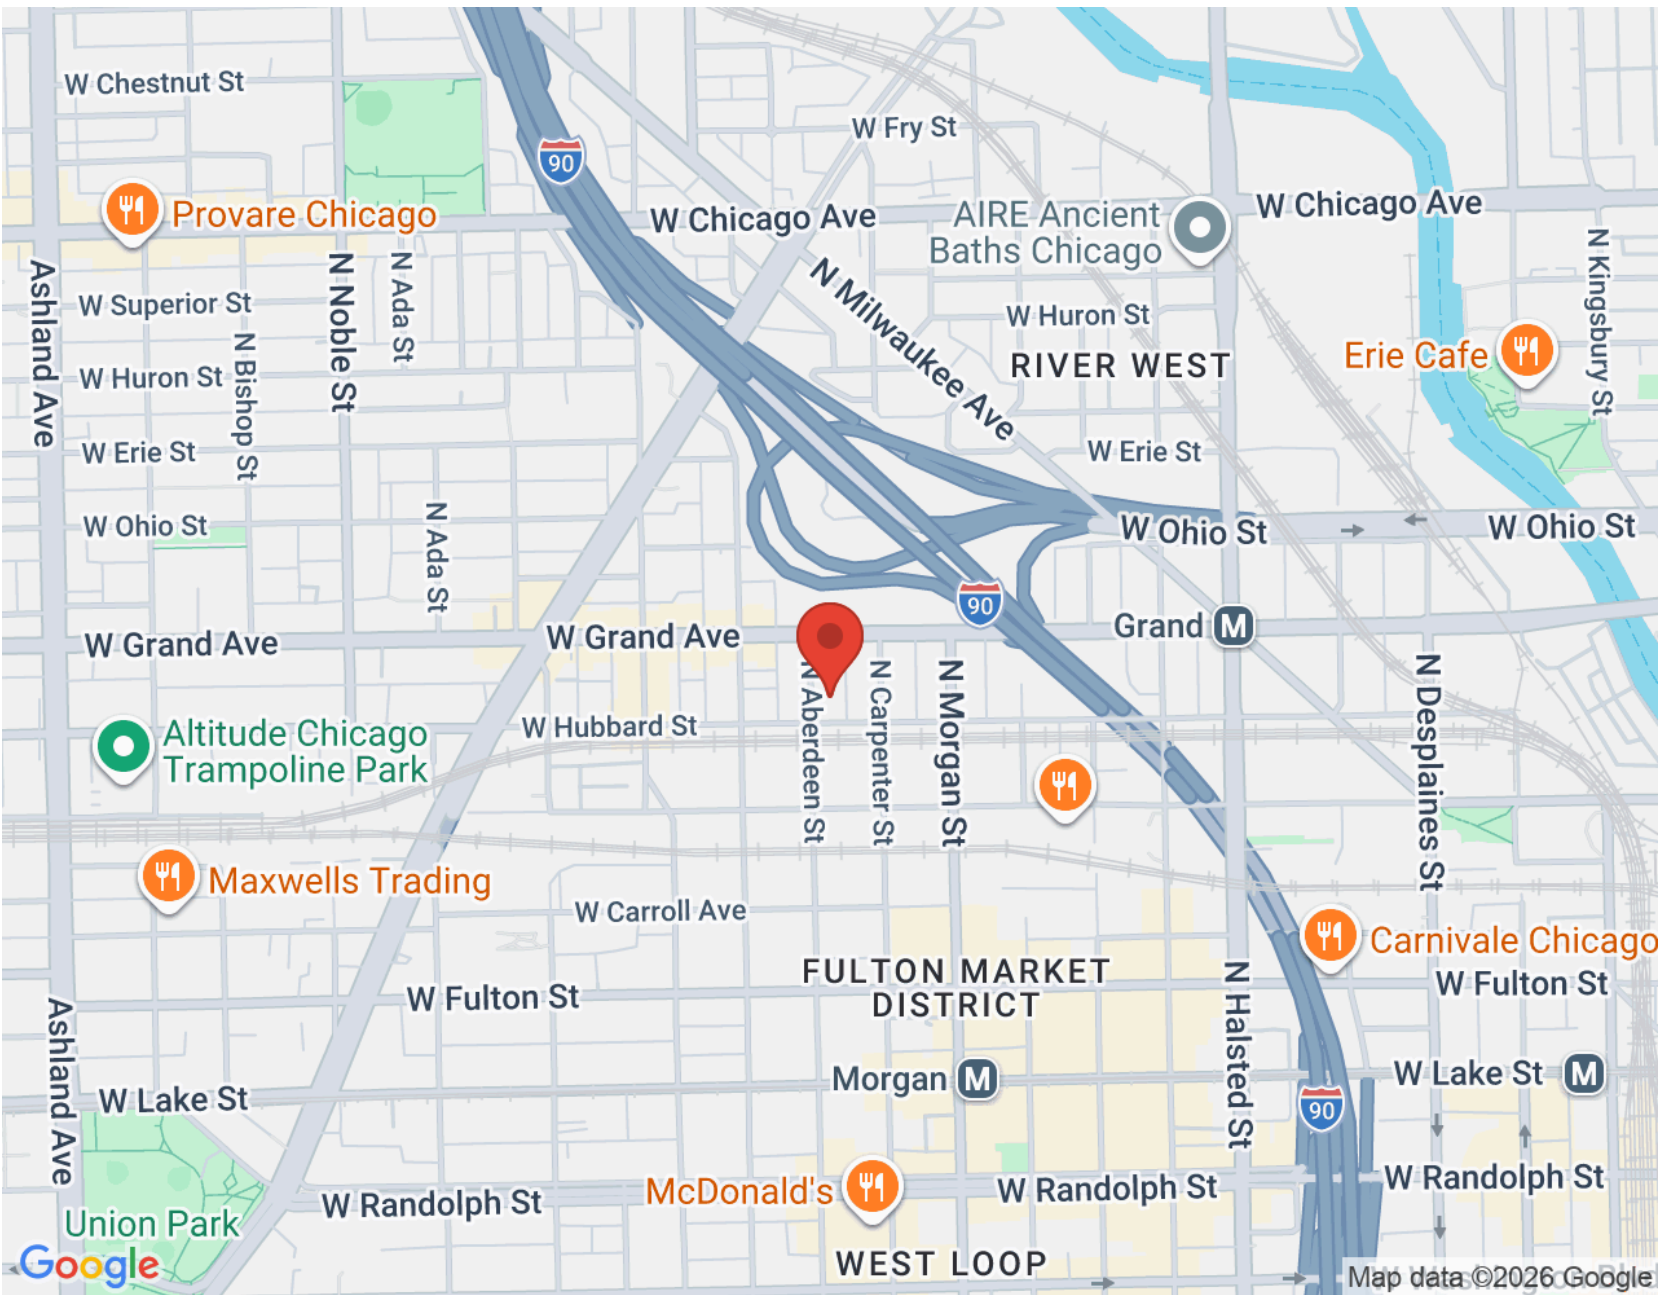 W Chestnut St
W Fry St
90
Provare Chicago
W Chicago Ave
AIRE Ancient
Baths Chicago
W Chicago Ave
Ashland Ave
N Noble St
N Ada St
N Milwaukee Ave
N Kingsbury St
W Superior St
W Huron St
N Bishop St
RIVER WEST
Erie Cafe
W Huron St
W Erie St
W Erie St
W Ohio St
N Ada St
W Ohio St
W Ohio St
90
W Grand Ave
W Grand Ave
Grand M
N Aberdeen St
N Carpenter St
N Morgan St
N Desplaines St
W Hubbard St
Altitude Chicago
Trampoline Park
Maxwells Trading
W Carroll Ave
Carnivale Chicago
FULTON MARKET
DISTRICT
W Fulton St
W Fulton St
N Halsted St
Ashland Ave
Morgan M
W Lake St M
W Lake St
90
McDonald's
W Randolph St
W Randolph St
W Randolph St
Union Park
WEST LOOP
Google
Map data ©2026 Google